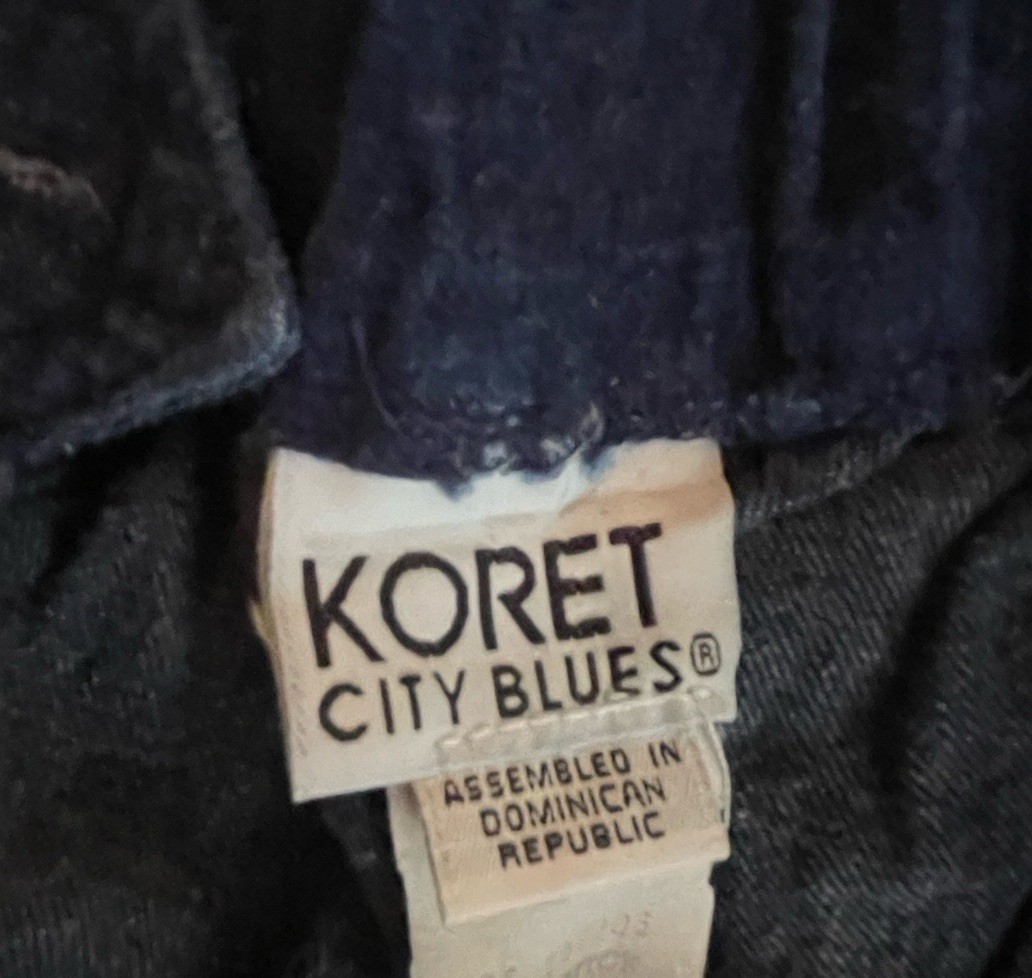 KORET
CITY BLUES®
ASSEMBLED IN
DOMINICAN
REPUBLIC